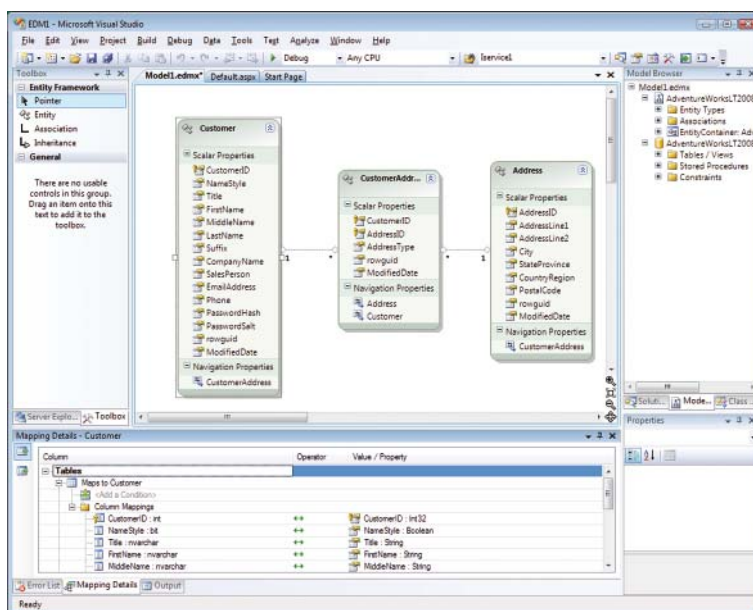 EDM1 - Microsoft Visual Studio
File Edit View Project Build Debug Data Tools Test Analyze Window Help
Debug
Any CPU
Iservice1
Toolbox
Entity Framework
Pointer
Entity
Association
Inheritance
General
There are no usable
controls in this group.
Drag an item onto this
text to add it to the
toolbox.
Server Explo...
Toolbox
Model1.edmx*
Default.aspx
Start Page
Customer
Scalar Properties
CustomerID
NameStyle
Title
FirstName
MiddleName
LastName
Suffix
CompanyName
SalesPerson
EmailAddress
Phone
PasswordHash
PasswordSalt
rowguid
ModifiedDate
Navigation Properties
CustomerAddress
1
*
CustomerAddr...
Scalar Properties
CustomerID
AddressID
AddressType
rowguid
ModifiedDate
Navigation Properties
Address
Customer
*
1
Address
Scalar Properties
AddressID
AddressLine1
AddressLine2
City
StateProvince
CountryRegion
PostalCode
rowguid
ModifiedDate
Navigation Properties
CustomerAddress
Model Browser
Model1.edmx
AdventureWorksLT2008
Entity Types
Associations
EntityContainer: Ad
AdventureWorksLT2008
Tables / Views
Stored Procedures
Constraints
Soluti...
Mode...
Class ...
Properties
Mapping Details - Customer
Column Operator Value / Property
Tables
Maps to Customer
<Add a Condition>
Column Mappings
CustomerID : int CustomerID : Int32
NameStyle : bit NameStyle : Boolean
Title : nvarchar Title : String
FirstName : nvarchar FirstName : String
MiddleName : nvarchar MiddleName : String
Error List
Mapping Details
Output
Ready